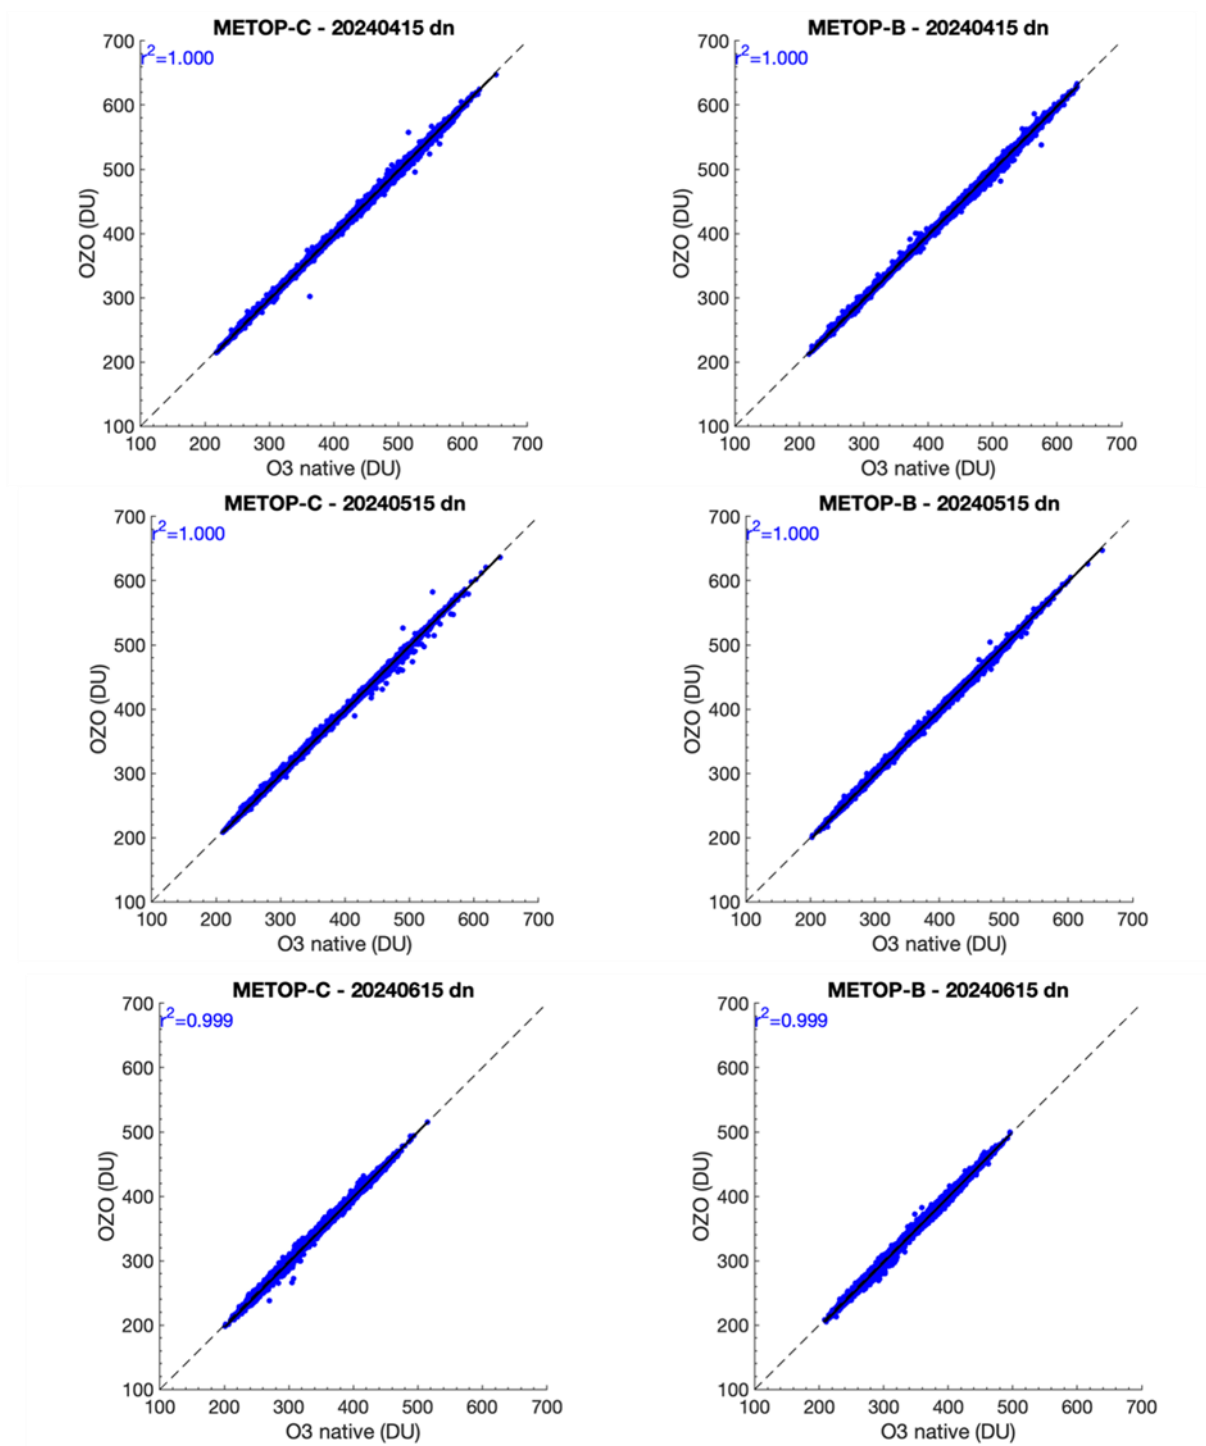 METOP-C - 20240415 dn
r²=1.000
700
600
500
400
300
200
100
OZO (DU)
100 200 300 400 500 600 700
O3 native (DU)
METOP-B - 20240415 dn
r²=1.000
700
600
500
400
300
200
100
OZO (DU)
100 200 300 400 500 600 700
O3 native (DU)
METOP-C - 20240515 dn
r²=1.000
700
600
500
400
300
200
100
OZO (DU)
100 200 300 400 500 600 700
O3 native (DU)
METOP-B - 20240515 dn
r²=1.000
700
600
500
400
300
200
100
OZO (DU)
100 200 300 400 500 600 700
O3 native (DU)
METOP-C - 20240615 dn
r²=0.999
700
600
500
400
300
200
100
OZO (DU)
100 200 300 400 500 600 700
O3 native (DU)
METOP-B - 20240615 dn
r²=0.999
700
600
500
400
300
200
100
OZO (DU)
100 200 300 400 500 600 700
O3 native (DU)